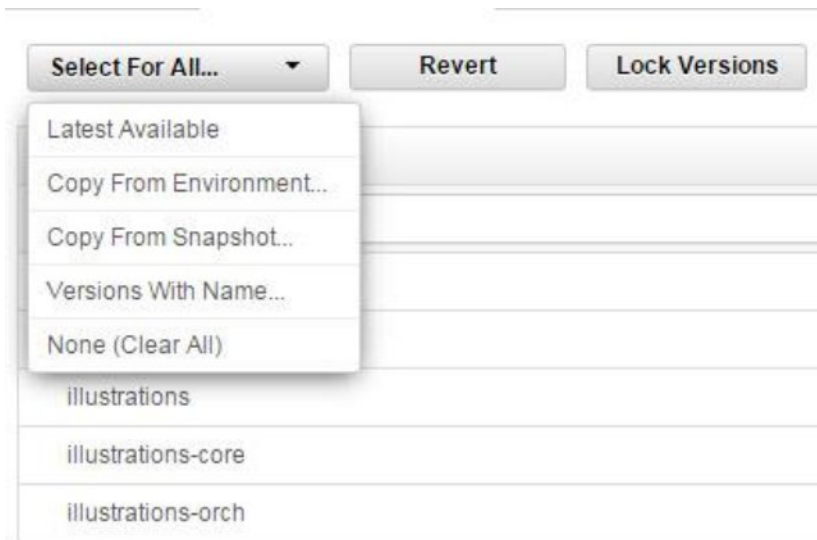 Select For All...
Revert
Lock Versions
Latest Available
Copy From Environment...
Copy From Snapshot...
Versions With Name...
None (Clear All)
illustrations
illustrations-core
illustrations-orch